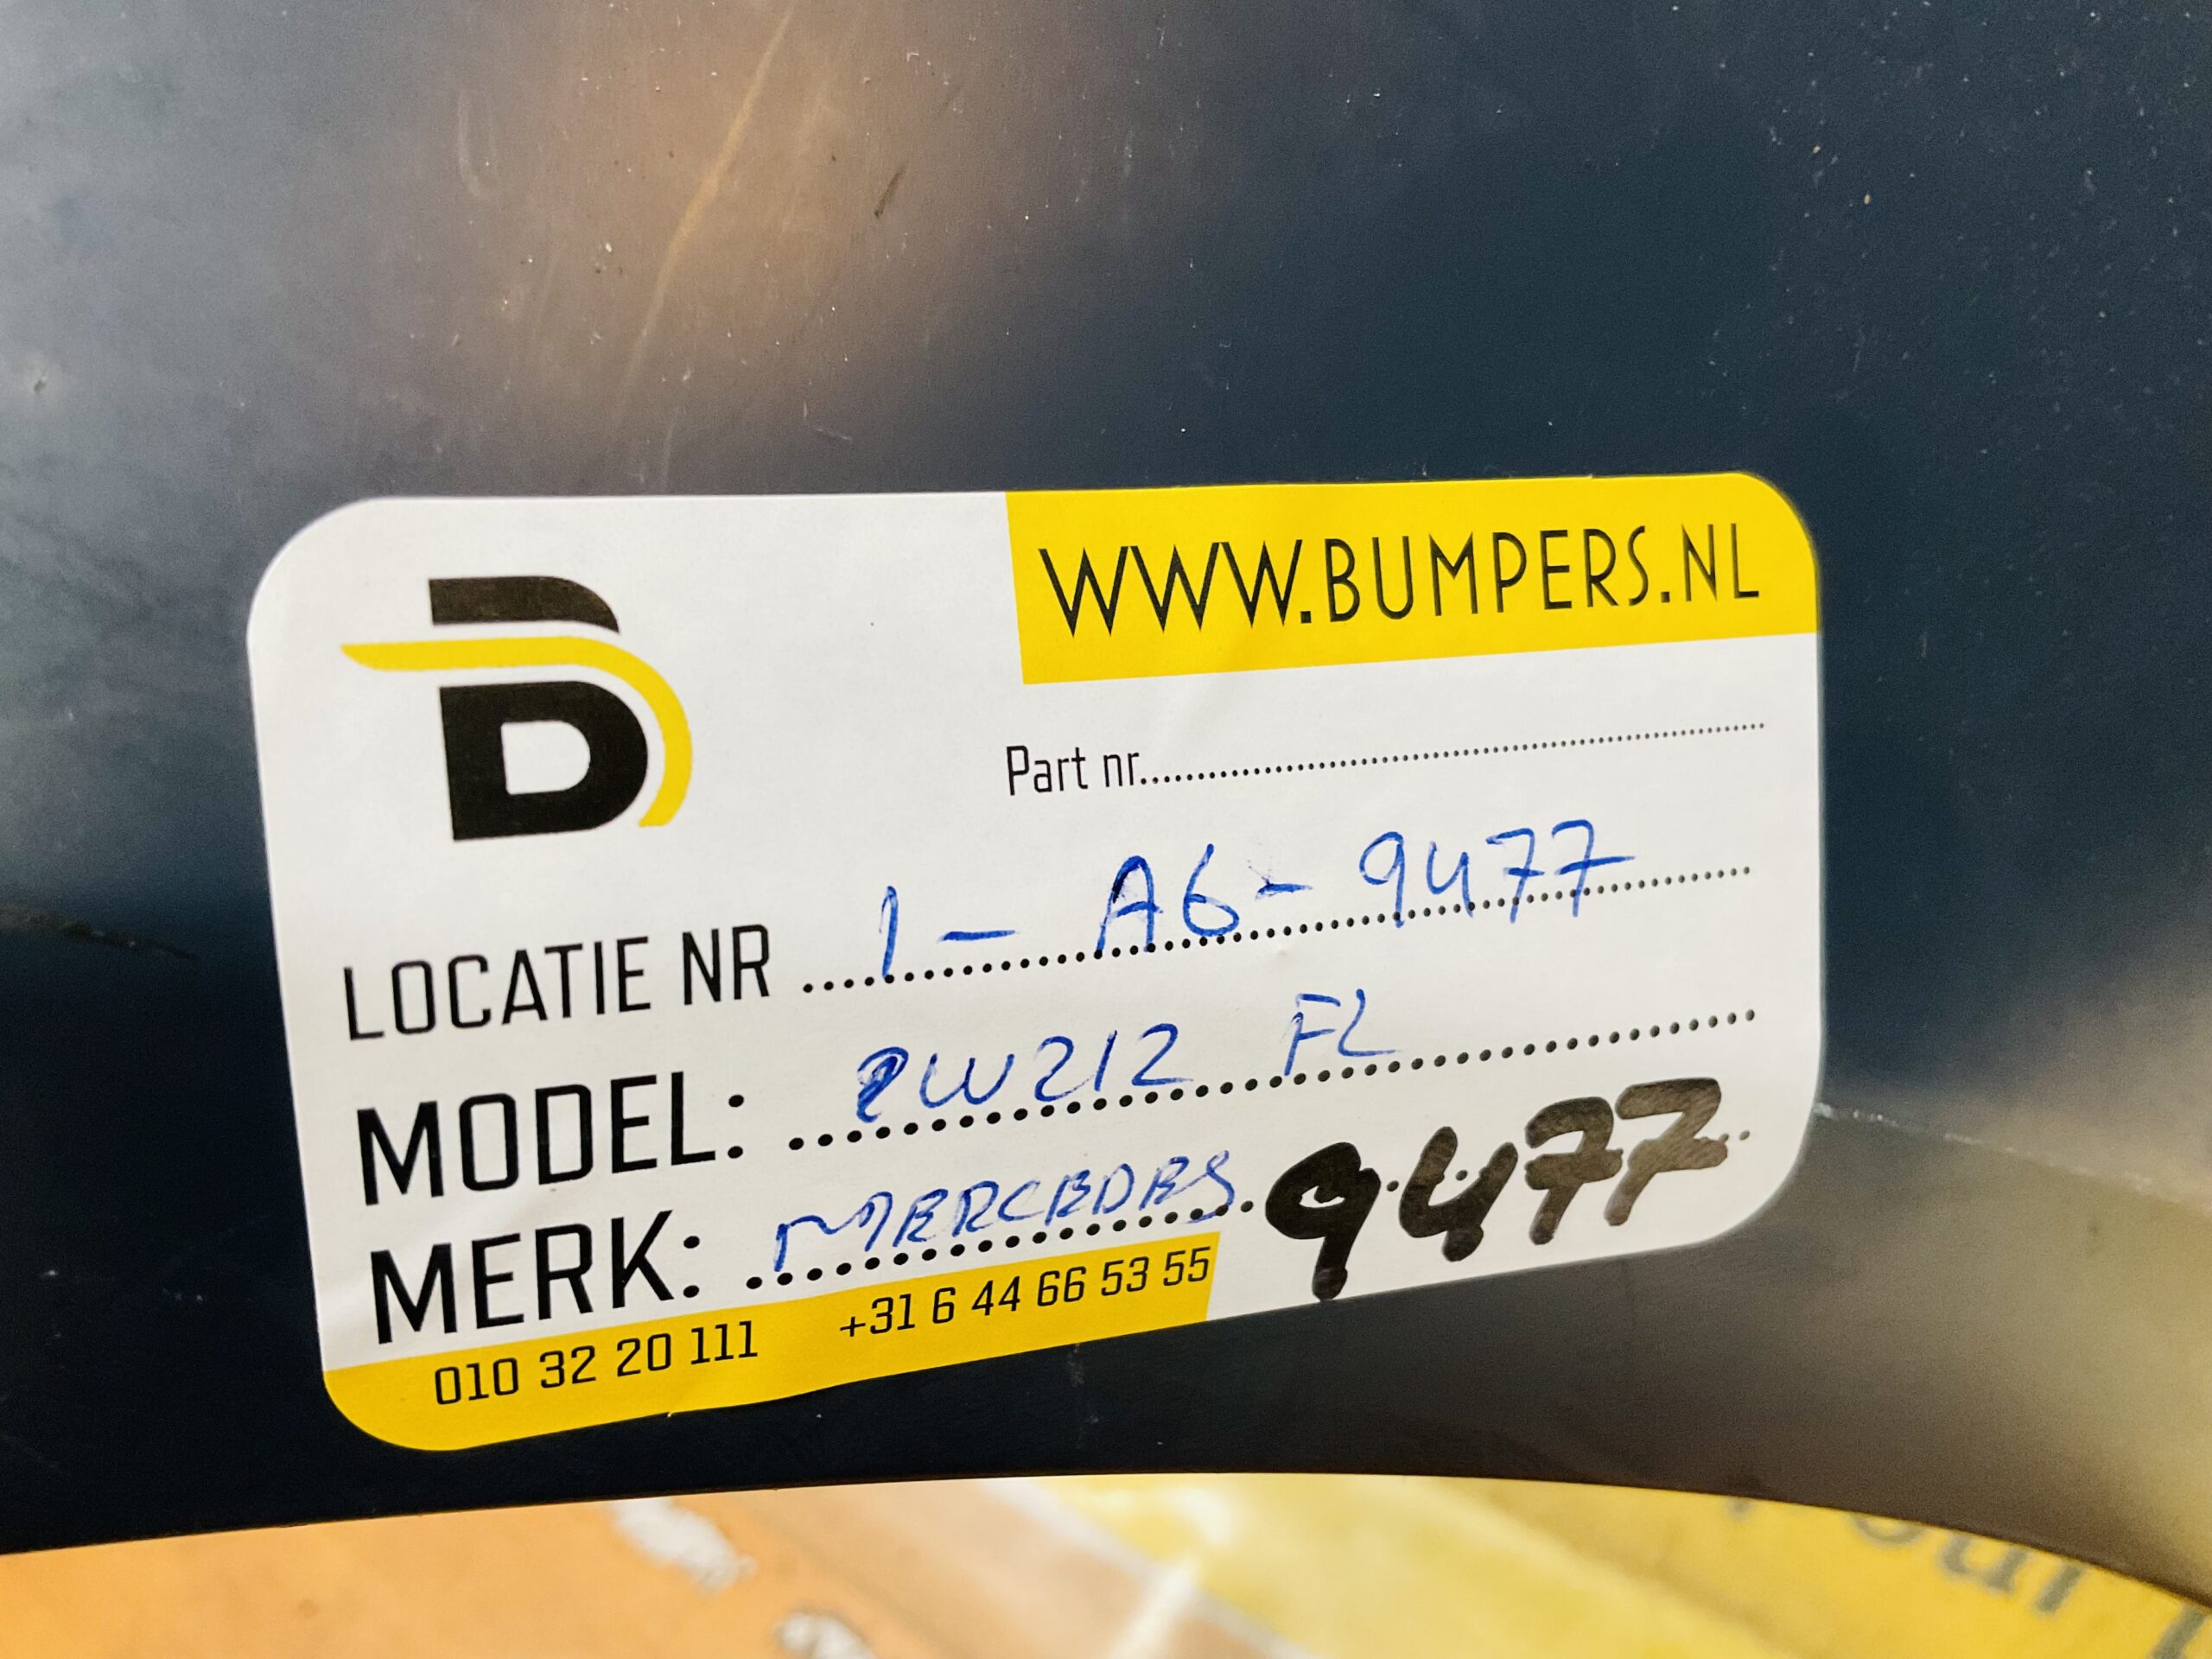 WWW.BUMPERS.NL
Part nr.
LOCATIE NR 1 - A6 - 9477
MODEL: W212 FL
MERK: MERCEDES 9477
010 32 20 111 +31 6 44 66 53 55